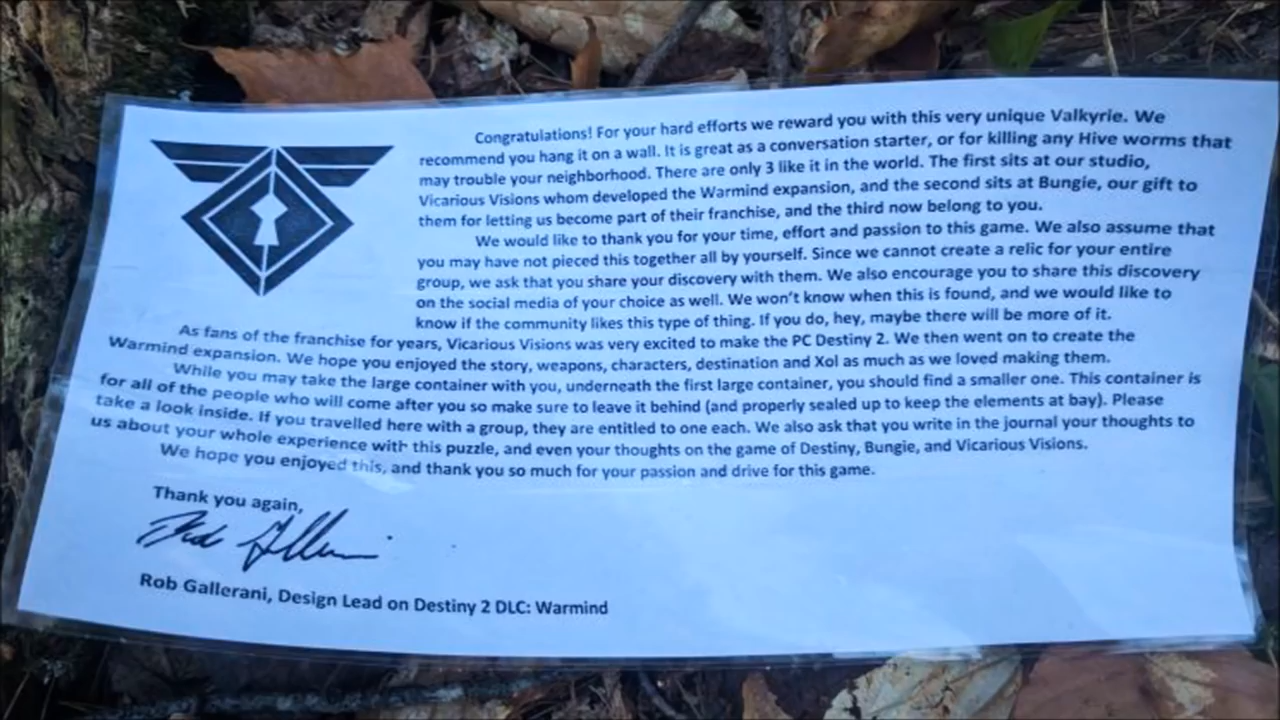 Congratulations! For your hard efforts we reward you with this very unique Valkyrie. We
recommend you hang it on a wall. It is great as a conversation starter, or for killing any Hive worms that
may trouble your neighborhood. There are only 3 like it in the world. The first sits at our studio,
Vicarious Visions whom developed the Warmind expansion, and the second sits at Bungie, our gift to
them for letting us become part of their franchise, and the third now belong to you.
We would like to thank you for your time, effort and passion to this game. We also assume that
you may have not pieced this together all by yourself. Since we cannot create a relic for your entire
group, we ask that you share your discovery with them. We also encourage you to share this discovery
on the social media of your choice as well. We won't know when this is found, and we would like to
know if the community likes this type of thing. If you do, hey, maybe there will be more of it.
As fans of the franchise for years, Vicarious Visions was very excited to make the PC Destiny 2. We then went on to create the
Warmind expansion. We hope you enjoyed the story, weapons, characters, destination and Xol as much as we loved making them.
While you may take the large container with you, underneath the first large container, you should find a smaller one. This container is
for all of the people who will come after you so make sure to leave it behind (and properly sealed up to keep the elements at bay). Please
take a look inside. If you travelled here with a group, they are entitled to one each. We also ask that you write in the journal your thoughts to
us about your whole experience with this puzzle, and even your thoughts on the game of Destiny, Bungie, and Vicarious Visions.
We hope you enjoyed this, and thank you so much for your passion and drive for this game.
Thank you again,
Rob Gallerani, Design Lead on Destiny 2 DLC: Warmind